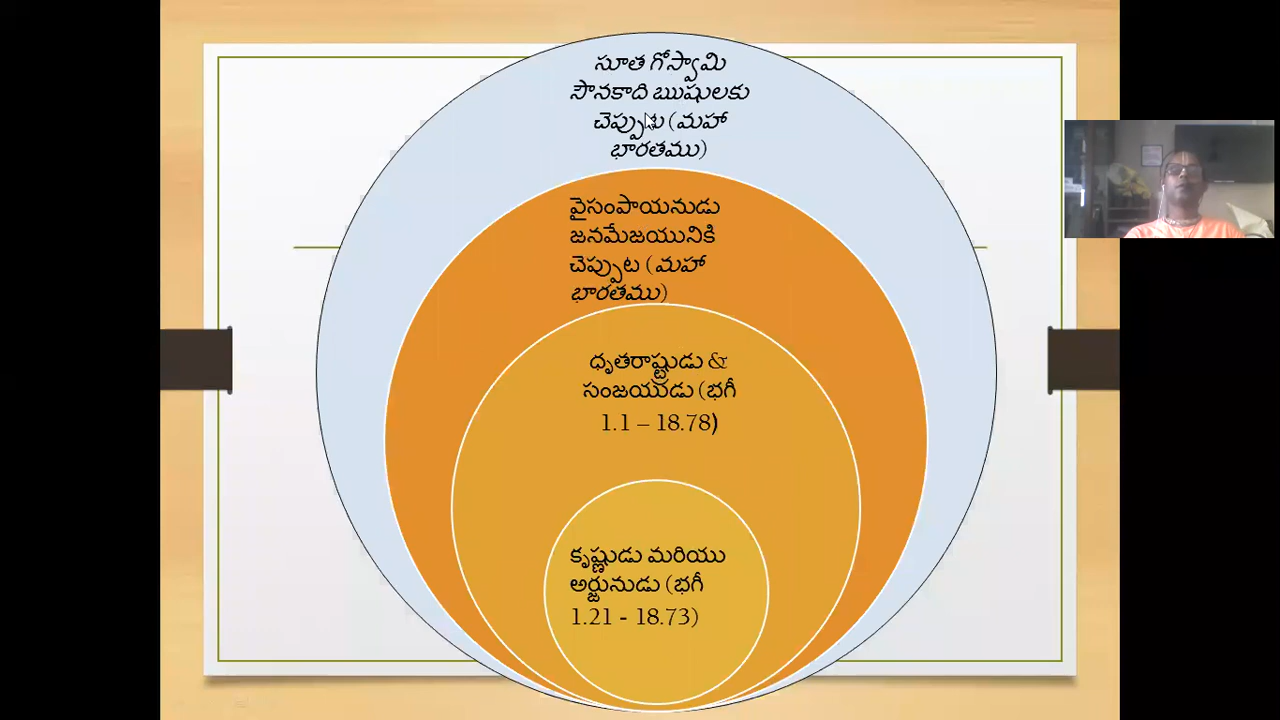 సూత గోస్వామి
సౌనకాది ఋషులకు
చెప్పుట (మహా
భారతము)
వైసంపాయనుడు
జనమేజయునికి
చెప్పుట (మహా
భారతము)
ధృతరాష్ట్రుడు &
సంజయుడు (భగీ
1.1 – 18.78)
కృష్ణుడు మరియు
అర్జునుడు (భగీ
1.21 - 18.73)